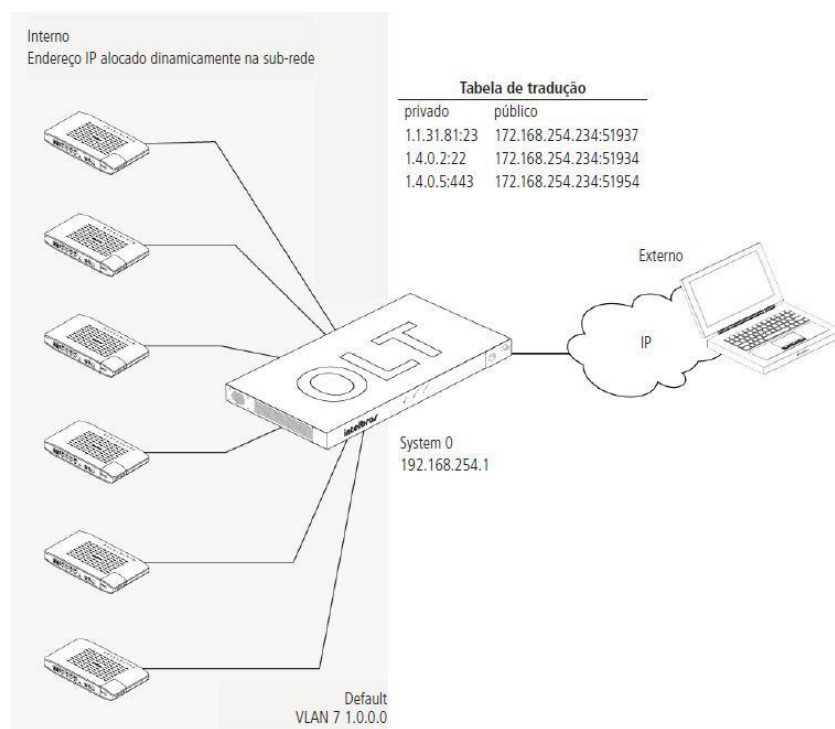 Interno
Endereço IP alocado dinamicamente na sub-rede
Tabela de tradução
privado público
1.1.31.81:23 172.168.254.234:51937
1.4.0.2:22 172.168.254.234:51934
1.4.0.5:443 172.168.254.234:51954
Externo
IP
OLT
intelbras
System 0
192.168.254.1
Default
VLAN 7 1.0.0.0